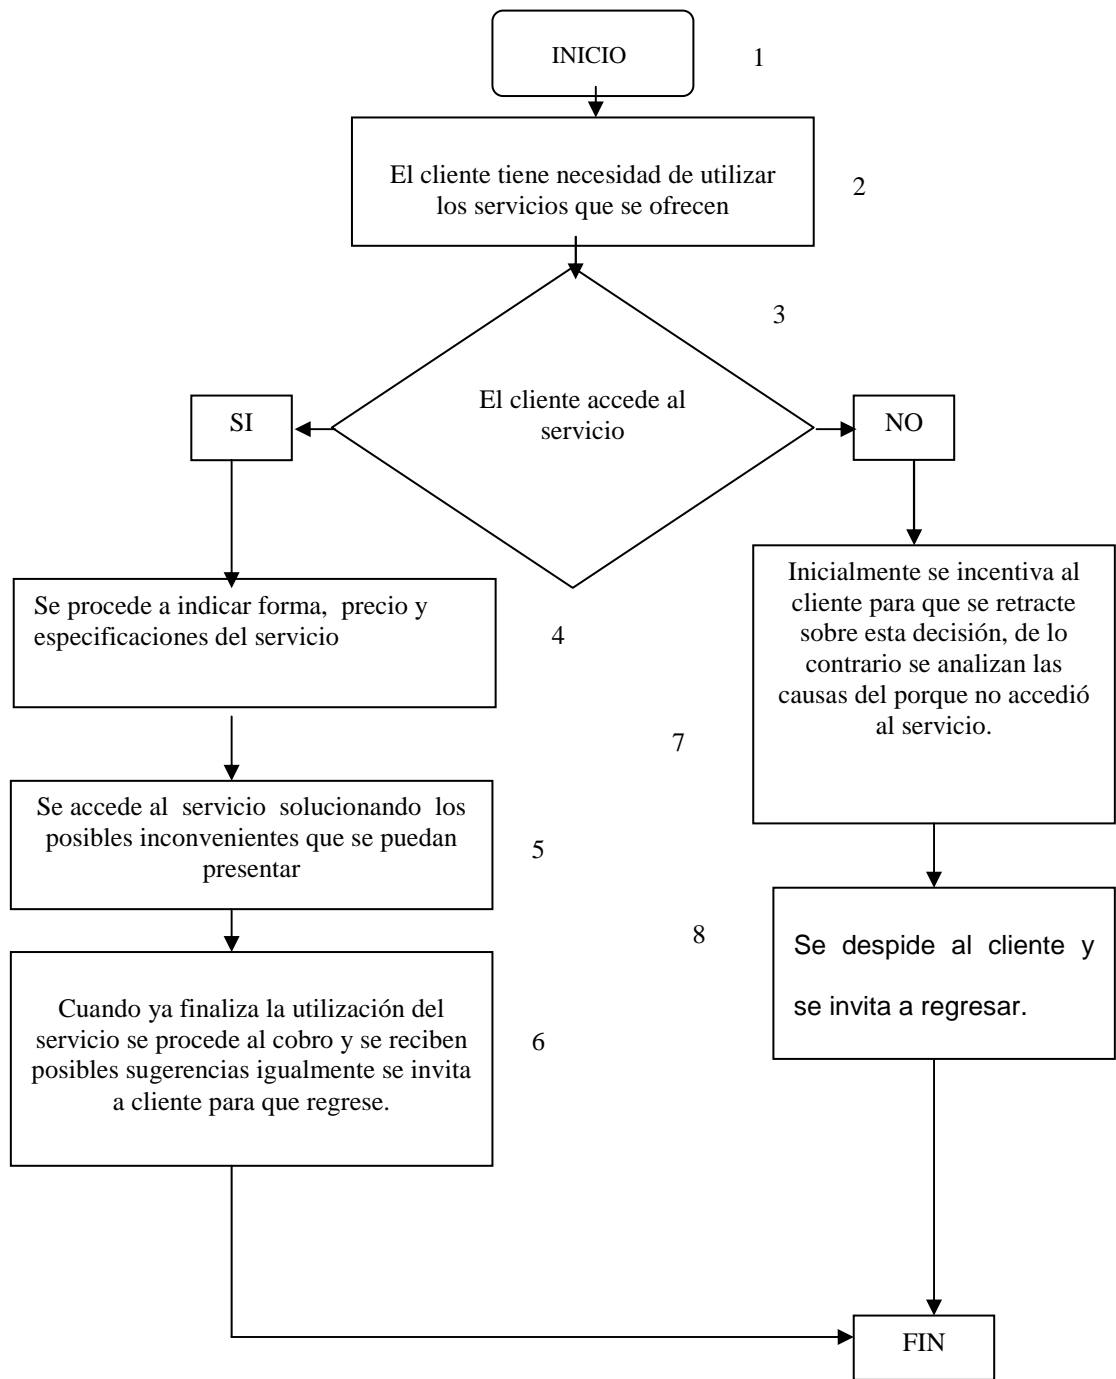 INICIO
1
El cliente tiene necesidad de utilizar
los servicios que se ofrecen
2
3
El cliente accede al
servicio
SI
NO
Se procede a indicar forma, precio y
especificaciones del servicio
4
Se accede al servicio solucionando los
posibles inconvenientes que se puedan
presentar
5
Cuando ya finaliza la utilización del
servicio se procede al cobro y se reciben
posibles sugerencias igualmente se invita
a cliente para que regrese.
6
Inicialmente se incentiva al
cliente para que se retracte
sobre esta decisión, de lo
contrario se analizan las
causas del porque no accedió
al servicio.
7
8
Se despide al cliente y
se invita a regresar.
FIN